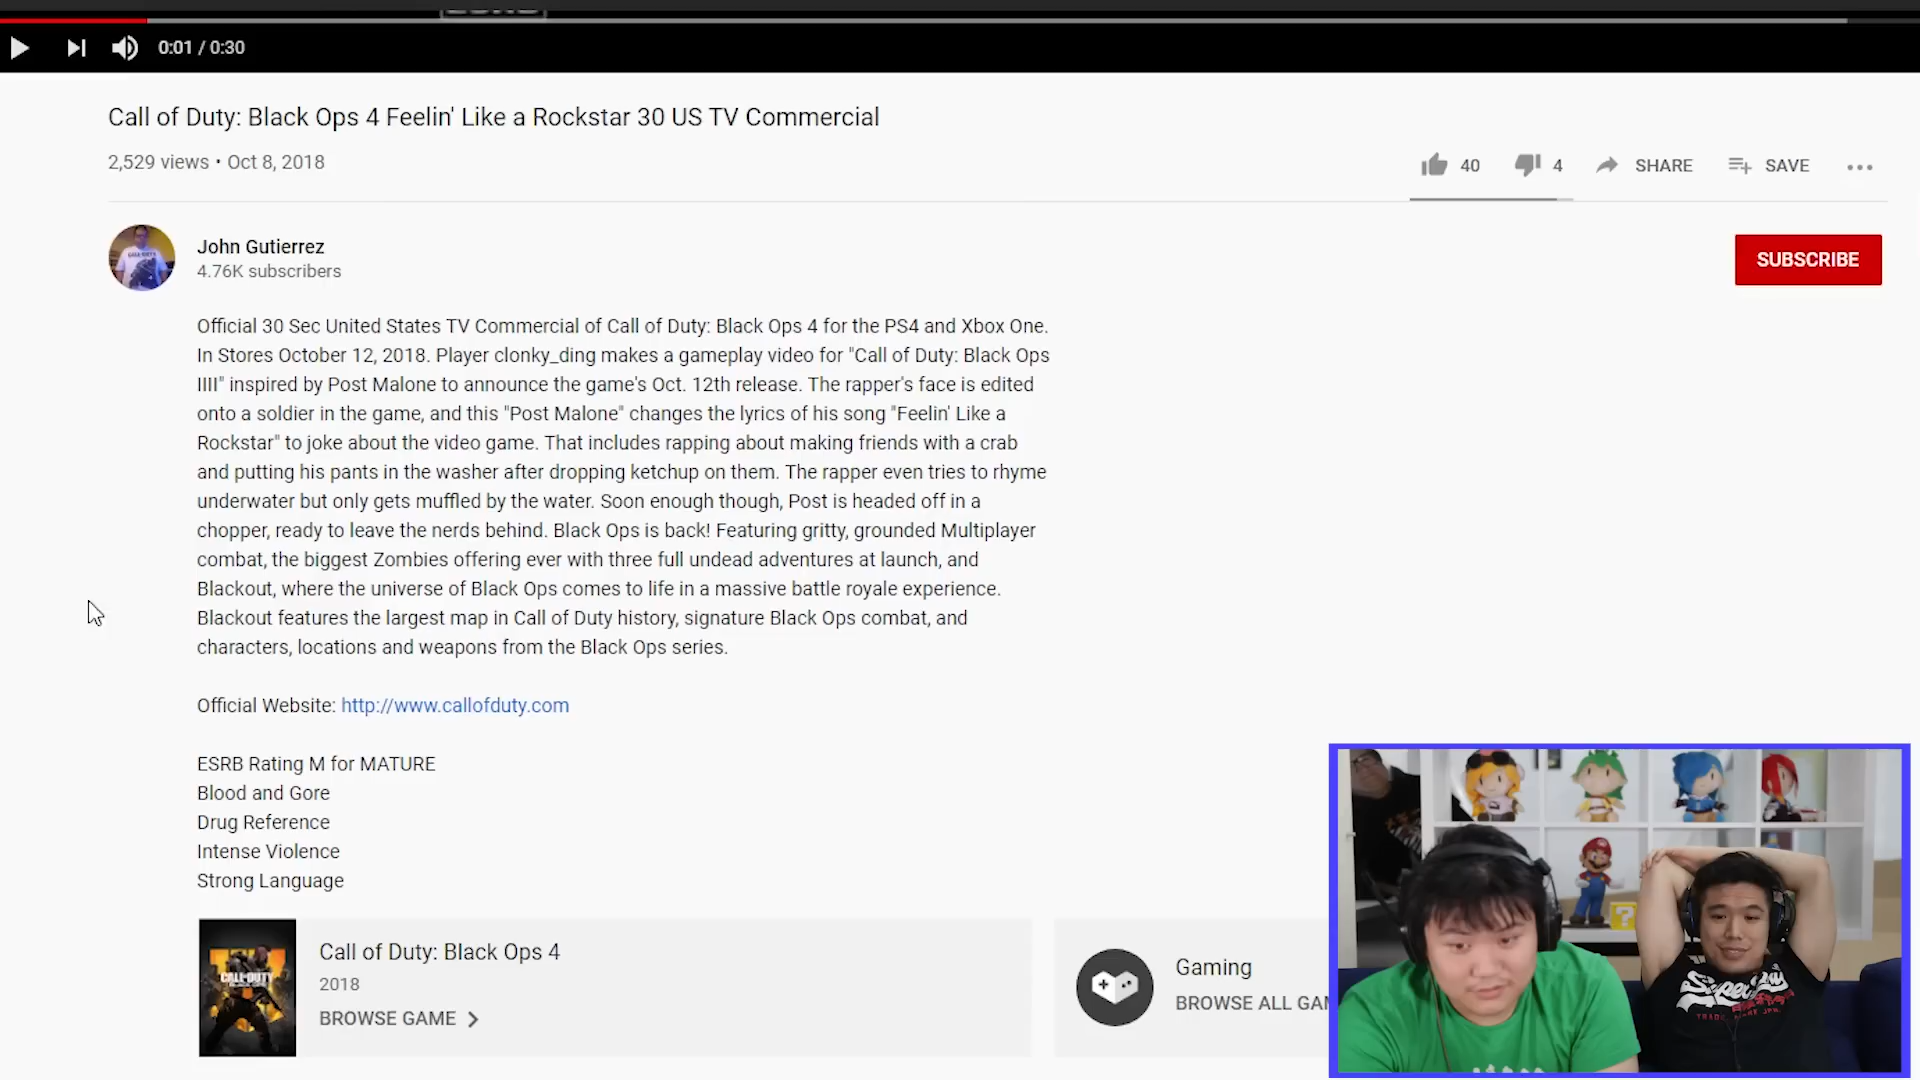 0:01 / 0:30
Call of Duty: Black Ops 4 Feelin' Like a Rockstar 30 US TV Commercial
2,529 views • Oct 8, 2018
40
4
SHARE
SAVE
John Gutierrez
4.76K subscribers
SUBSCRIBE
Official 30 Sec United States TV Commercial of Call of Duty: Black Ops 4 for the PS4 and Xbox One.
In Stores October 12, 2018. Player clonky_ding makes a gameplay video for "Call of Duty: Black Ops
IIII" inspired by Post Malone to announce the game's Oct. 12th release. The rapper's face is edited
onto a soldier in the game, and this "Post Malone" changes the lyrics of his song "Feelin' Like a
Rockstar" to joke about the video game. That includes rapping about making friends with a crab
and putting his pants in the washer after dropping ketchup on them. The rapper even tries to rhyme
underwater but only gets muffled by the water. Soon enough though, Post is headed off in a
chopper, ready to leave the nerds behind. Black Ops is back! Featuring gritty, grounded Multiplayer
combat, the biggest Zombies offering ever with three full undead adventures at launch, and
Blackout, where the universe of Black Ops comes to life in a massive battle royale experience.
Blackout features the largest map in Call of Duty history, signature Black Ops combat, and
characters, locations and weapons from the Black Ops series.
Official Website: http://www.callofduty.com
ESRB Rating M for MATURE
Blood and Gore
Drug Reference
Intense Violence
Strong Language
CALL OF DUTY
BLACK OPS
Call of Duty: Black Ops 4
2018
BROWSE GAME
Gaming
BROWSE ALL GAM
?